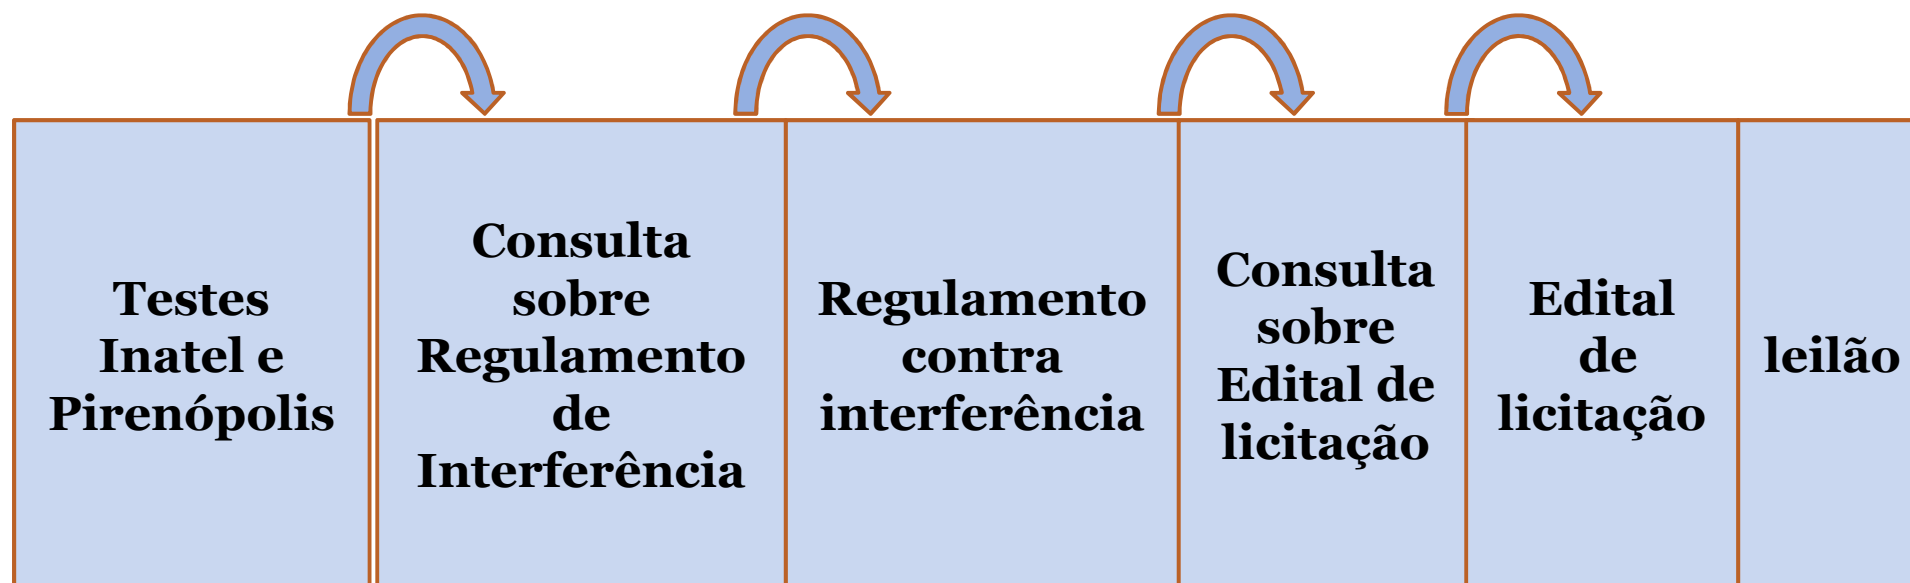 Testes
Inatel e
Pirenópolis
Consulta
sobre
Regulamento
de
Interferência
Regulamento
contra
interferência
Consulta
sobre
Edital de
licitação
Edital
de
licitação
leilão